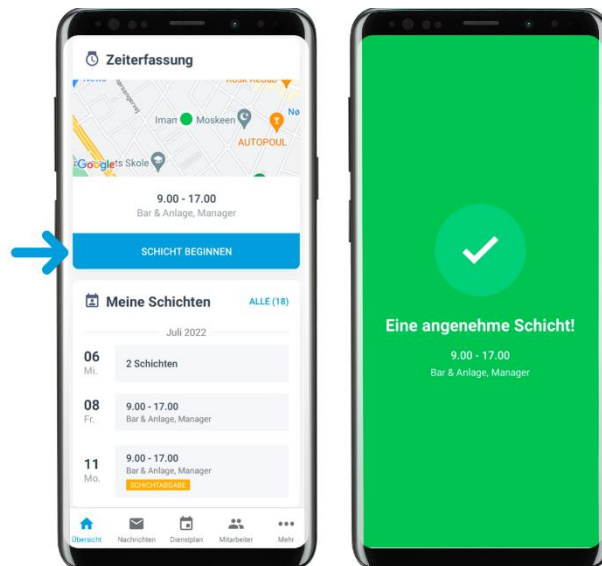 Zeiterfassung
Iman
Moskeen
Nø
AUTOPOUL
Google
ts Skole
9.00 - 17.00
Bar & Anlage, Manager
SCHICHT BEGINNEN
Meine Schichten
ALLE (18)
Juli 2022
06
Mi.
2 Schichten
08
Fr.
9.00 - 17.00
Bar & Anlage, Manager
11
Mo.
9.00 - 17.00
Bar & Anlage, Manager
SCHICHTABGABE
Übersicht
Nachrichten
Dienstplan
Mitarbeiter
Mehr
Eine angenehme Schicht!
9.00 - 17.00
Bar & Anlage, Manager